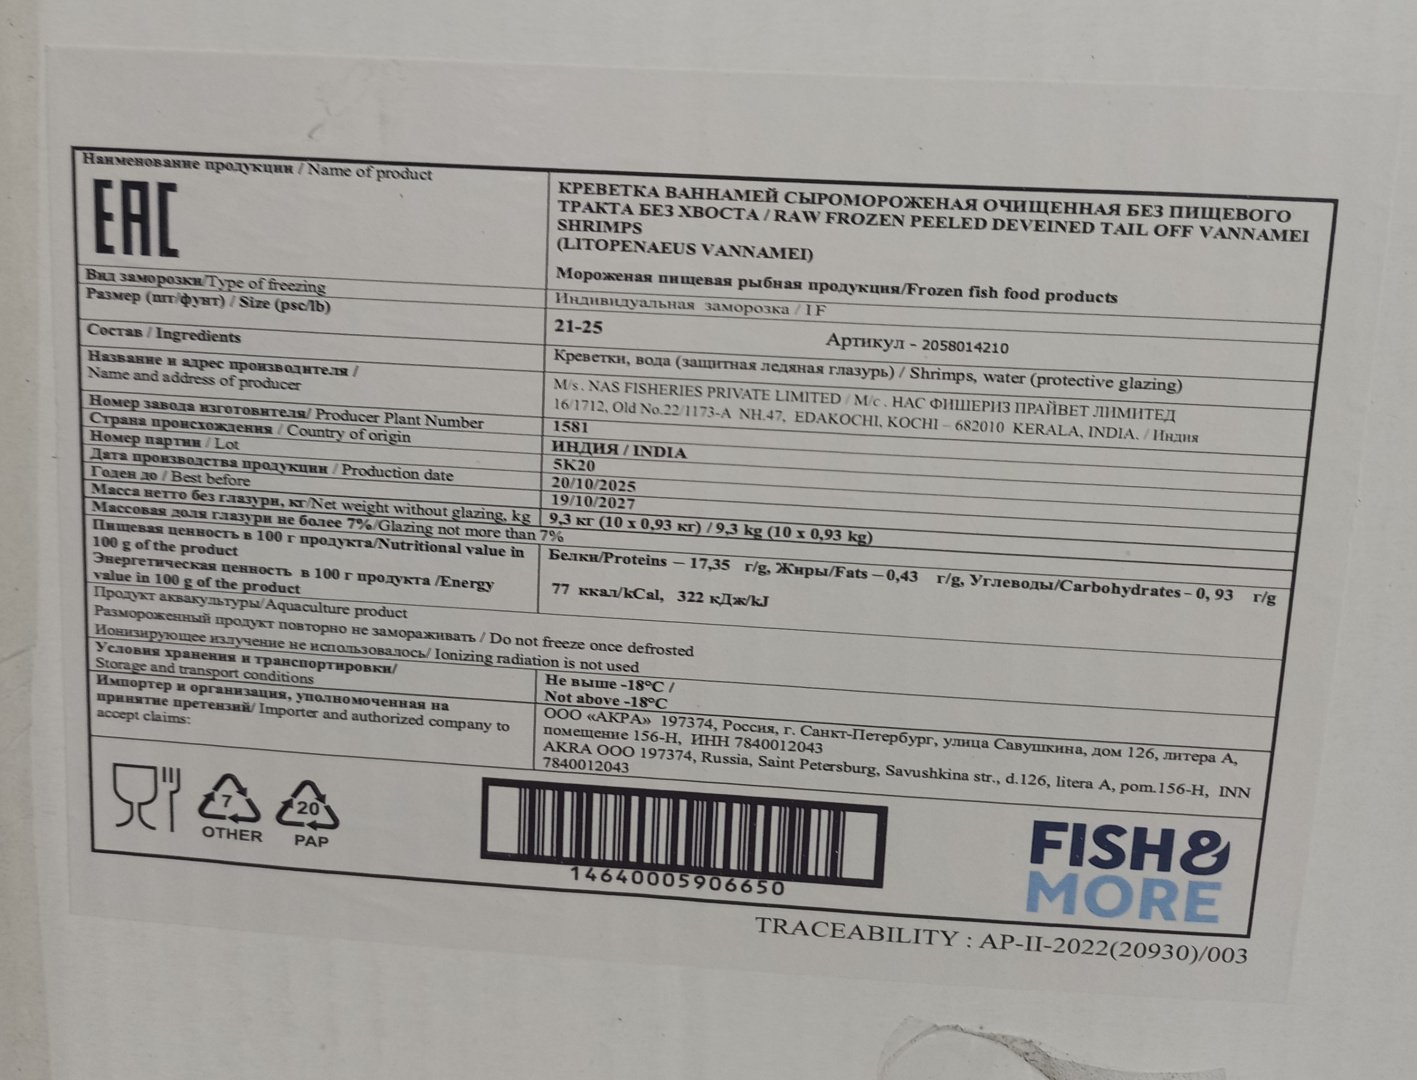 Наименование продукции / Name of product
EAC
КРЕВЕТКА ВАННАМЕЙ СЫРОМОРОЖЕНАЯ ОЧИЩЕННАЯ БЕЗ ПИЩЕВОГО
ТРАКТА БЕЗ ХВОСТА / RAW FROZEN PEELED DEVEINED TAIL OFF VANNAMEI
SHRIMPS
(LITOPENAEUS VANNAMEI)
Мороженая пищевая рыбная продукция/Frozen fish food products
Вид заморозки/Type of freezing
Индивидуальная заморозка / I F
Размер (шт/фунт) / Size (psc/lb)
21-25 Артикул - 2058014210
Состав / Ingredients
Креветки, вода (защитная ледяная глазурь) / Shrimps, water (protective glazing)
Название и адрес производителя /
Name and address of producer
M/s. NAS FISHERIES PRIVATE LIMITED / М/с. НАС ФИШЕРИЗ ПРАЙВЕТ ЛИМИТЕД
16/1712, Old No.22/1173-A NH.47, EDAKOCHI, KOCHI – 682010 KERALA, INDIA. / Индия
Номер завода изготовителя/ Producer Plant Number
1581
Страна происхождения / Country of origin
ИНДИЯ / INDIA
Номер партии / Lot
5K20
Дата производства продукции / Production date
20/10/2025
Годен до / Best before
19/10/2027
Масса нетто без глазури, кг/Net weight without glazing, kg
9,3 кг (10 х 0,93 кг) / 9,3 kg (10 x 0,93 kg)
Массовая доля глазури не более 7%/Glazing not more than 7%
Пищевая ценность в 100 г продукта/Nutritional value in
100 g of the product
Белки/Proteins – 17,35 г/g, Жиры/Fats – 0,43 г/g, Углеводы/Carbohydrates – 0, 93 г/g
Энергетическая ценность в 100 г продукта /Energy
value in 100 g of the product
77 ккал/kCal, 322 кДж/kJ
Продукт аквакультуры/Aquaculture product
Размороженный продукт повторно не замораживать / Do not freeze once defrosted
Ионизирующее излучение не использовалось/ Ionizing radiation is not used
Условия хранения и транспортировки/
Storage and transport conditions
Не выше -18°C /
Not above -18°C
Импортер и организация, уполномоченная на
принятие претензий/ Importer and authorized company to
accept claims:
ООО «АКРА» 197374, Россия, г. Санкт-Петербург, улица Савушкина, дом 126, литера А,
помещение 156-Н, ИНН 7840012043
AKRA OOO 197374, Russia, Saint Petersburg, Savushkina str., d.126, litera A, pom.156-H, INN
7840012043
7
OTHER
20
PAP
14640005906650
FISH&
MORE
TRACEABILITY : AP-II-2022(20930)/003